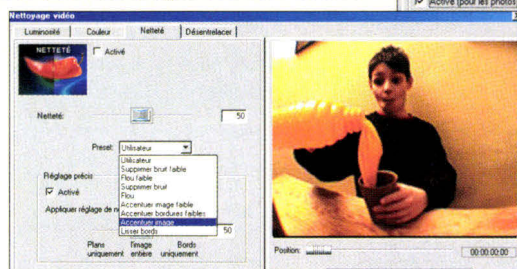 Activé (pour les photos
Nettoyage vidéo
Luminosité Couleur Netteté Désentrelacer
NETTETÉ
Activé
Netteté: 50
Preset: Utilisateur
Utilisateur
Supprimer bruit faible
Flou faible
Réglage précis
Supprimer bruit
Activé
Flou
Accentuer image faible
Appliquer réglage de n
Accentuer bordures faibles
Accentuer image
Lisser bords
50
Plans uniquement
l'image entière
Bords uniquement
Position:
00:00:00:00